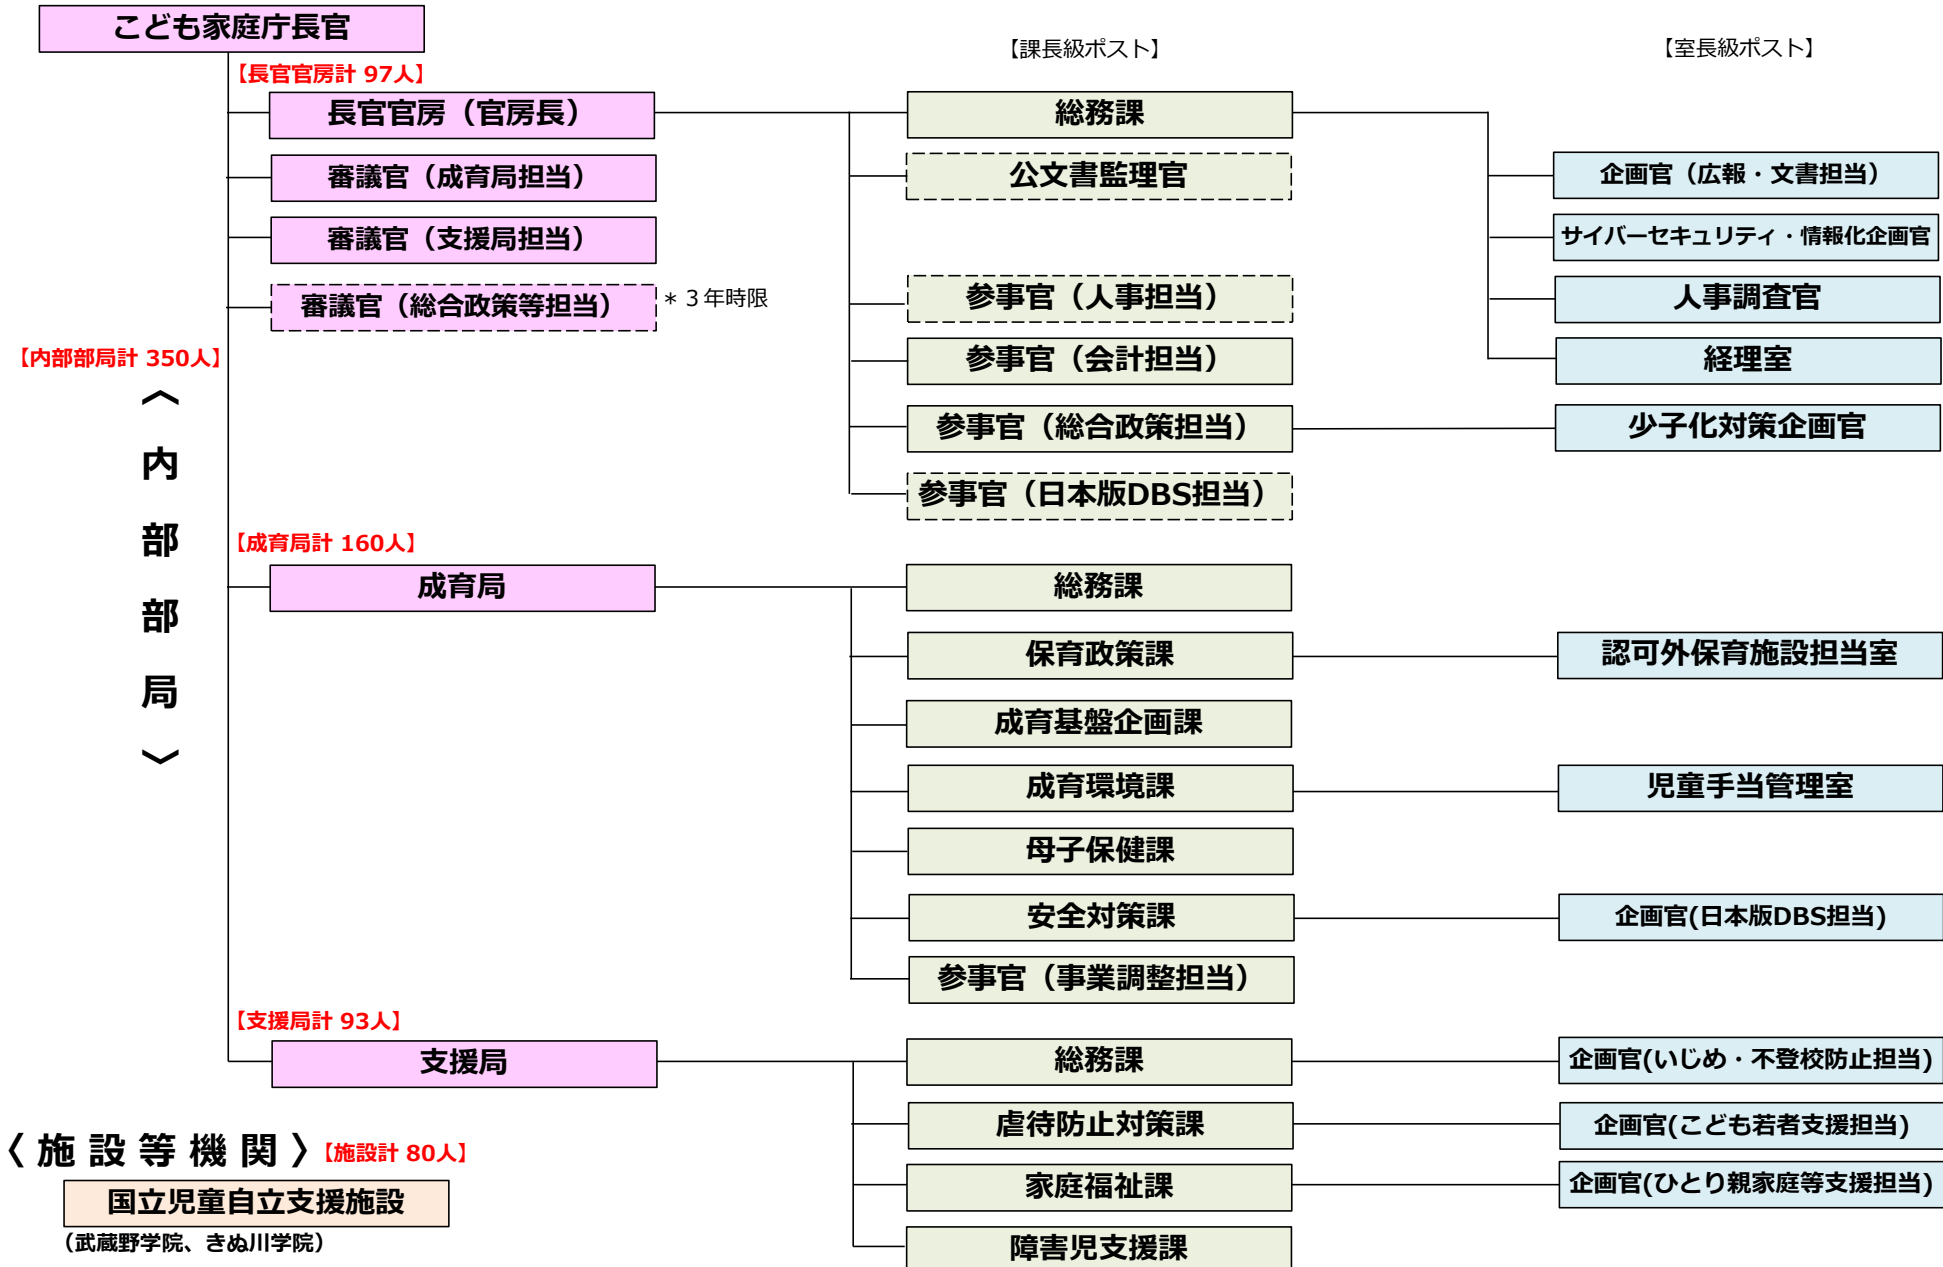 こども家庭庁長官
【課長級ポスト】
【室長級ポスト】
【長官官房計 97人】
長官官房（官房長）
総務課
審議官（成育局担当）
公文書監理官
企画官（広報・文書担当）
審議官（支援局担当）
サイバーセキュリティ・情報化企画官
審議官（総合政策等担当）
＊３年時限
参事官（人事担当）
人事調査官
【内部部局計 350人】
参事官（会計担当）
経理室
〈内部部局〉
参事官（総合政策担当）
少子化対策企画官
参事官（日本版DBS担当）
【成育局計 160人】
成育局
総務課
保育政策課
認可外保育施設担当室
成育基盤企画課
成育環境課
児童手当管理室
母子保健課
安全対策課
企画官(日本版DBS担当)
参事官（事業調整担当）
【支援局計 93人】
支援局
総務課
企画官(いじめ・不登校防止担当)
虐待防止対策課
企画官(こども若者支援担当)
〈施設等機関〉【施設計 80人】
家庭福祉課
企画官(ひとり親家庭等支援担当)
国立児童自立支援施設
（武蔵野学院、きぬ川学院）
障害児支援課